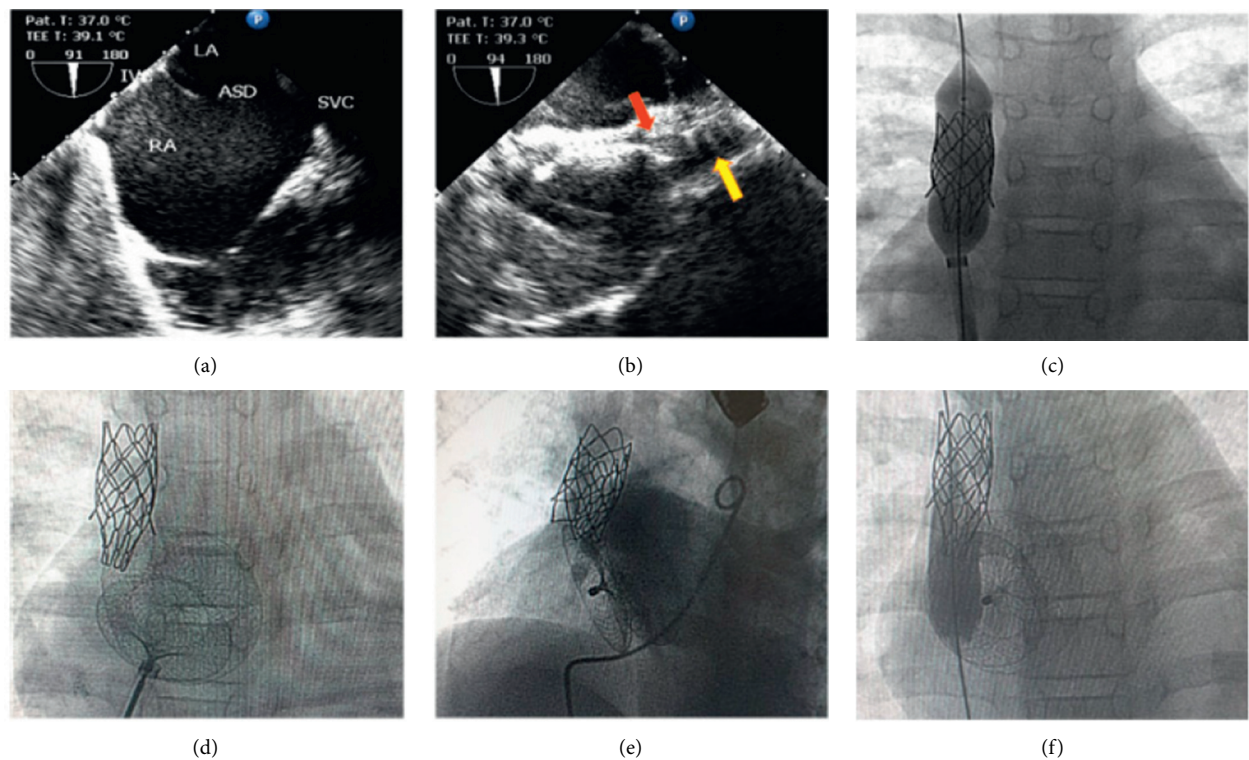 Pat. T: 37.0 °C
TEE T: 39.1 °C
0 91 180
P
LA
IV
ASD
SVC
RA
Pat. T: 37.0 °C
TEE T: 39.3 °C
0 94 180
P
(a)
(b)
(c)
(d)
(e)
(f)